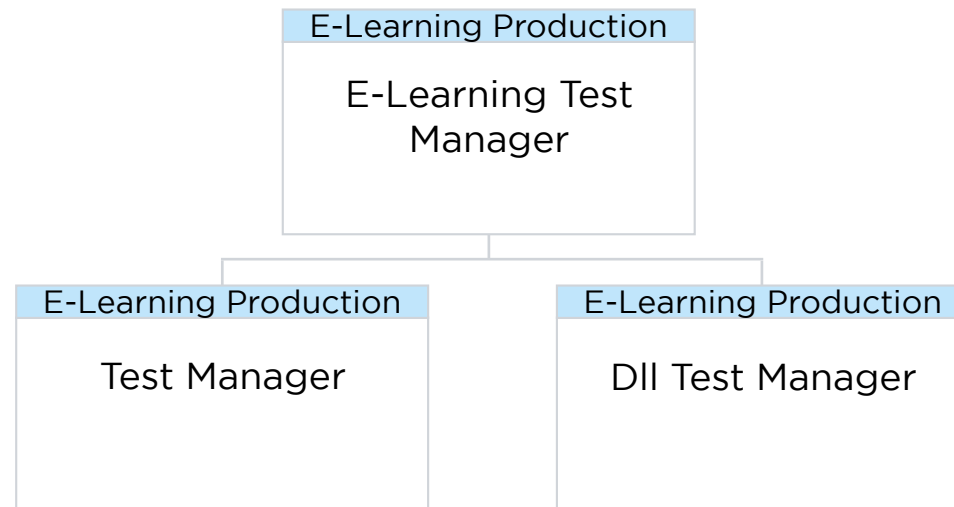 E-Learning Production
E-Learning Test
Manager
E-Learning Production
Test Manager
E-Learning Production
Dll Test Manager